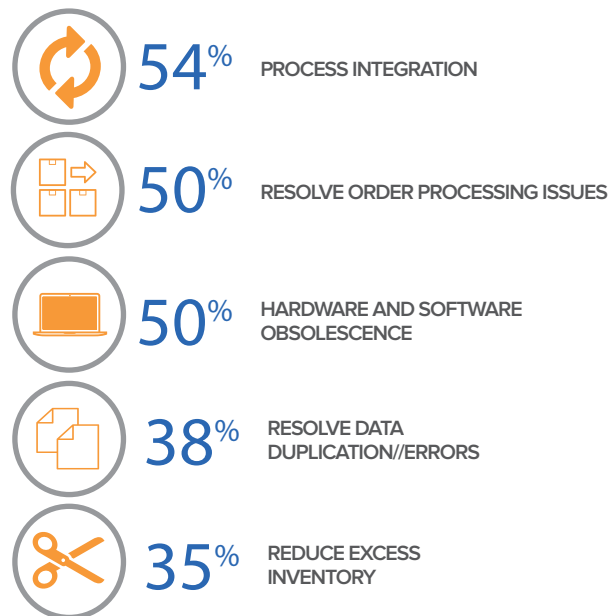 54% PROCESS INTEGRATION
50% RESOLVE ORDER PROCESSING ISSUES
50% HARDWARE AND SOFTWARE
OBSOLESCENCE
38% RESOLVE DATA
DUPLICATION//ERRORS
35% REDUCE EXCESS
INVENTORY